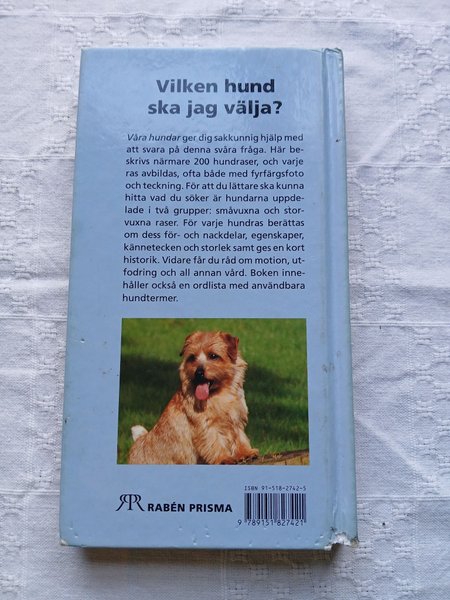 Vilken hund
ska jag välja?
Våra hundar ger dig sakkunnig hjälp med
att svara på denna svåra fråga. Här be-
skrivs närmare 200 hundraser, och varje
ras avbildas, ofta både med fyrfärgsfoto
och teckning. För att du lättare ska kunna
hitta vad du söker är hundarna uppde-
lade i två grupper: småvuxna och stor-
vuxna raser. För varje hundras berättas
om dess för- och nackdelar, egenskaper,
kännetecken och storlek samt ges en kort
historik. Vidare får du råd om motion, ut-
fodring och all annan vård. Boken inne-
håller också en ordlista med användbara
hundtermer.
ISBN 91-518-2742-5
RABÉN PRISMA
9 789151 827421